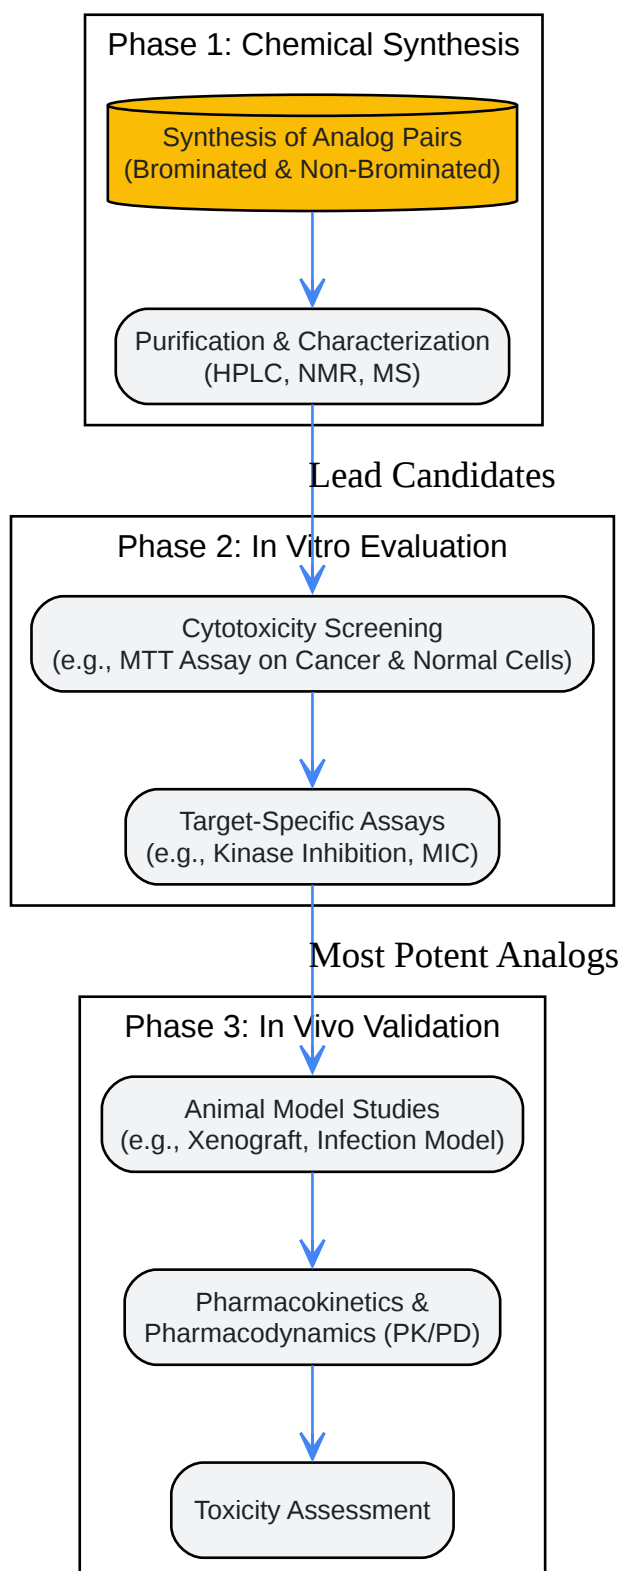 Phase 1: Chemical Synthesis
Synthesis of Analog Pairs
(Brominated & Non-Brominated)
Purification & Characterization
(HPLC, NMR, MS)
Lead Candidates
Phase 2: In Vitro Evaluation
Cytotoxicity Screening
(e.g., MTT Assay on Cancer & Normal Cells)
Target-Specific Assays
(e.g., Kinase Inhibition, MIC)
Most Potent Analogs
Phase 3: In Vivo Validation
Animal Model Studies
(e.g., Xenograft, Infection Model)
Pharmacokinetics &
Pharmacodynamics (PK/PD)
Toxicity Assessment